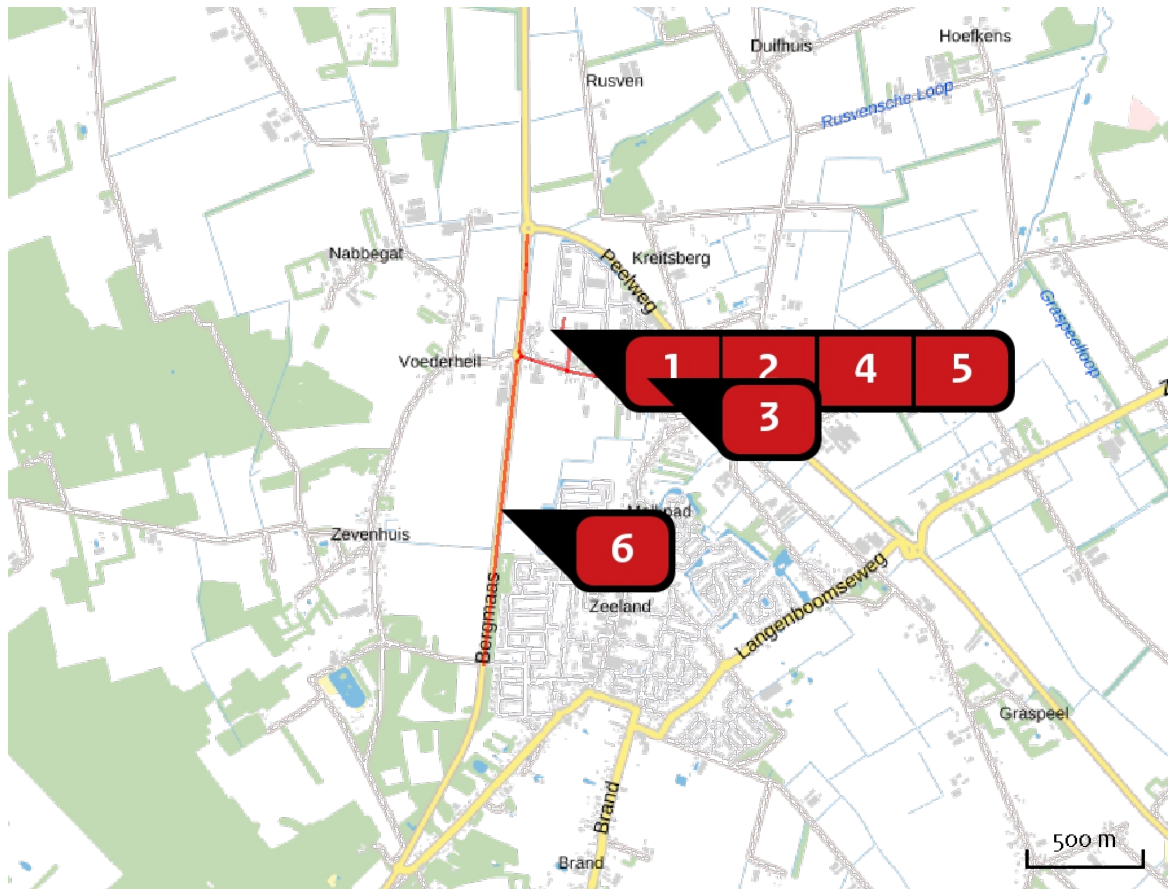 Duifhuis
Hoefkens
Rusven
Rusvensche Loop
Nabbegat
Kreitsberg
Peelweg
Graspeelloop
Voederheil
1
2
4
5
3
Zevenhuis
6
Bergmaas
Zeeland
Langenboomseweg
Graspeel
Brand
Brand
500 m